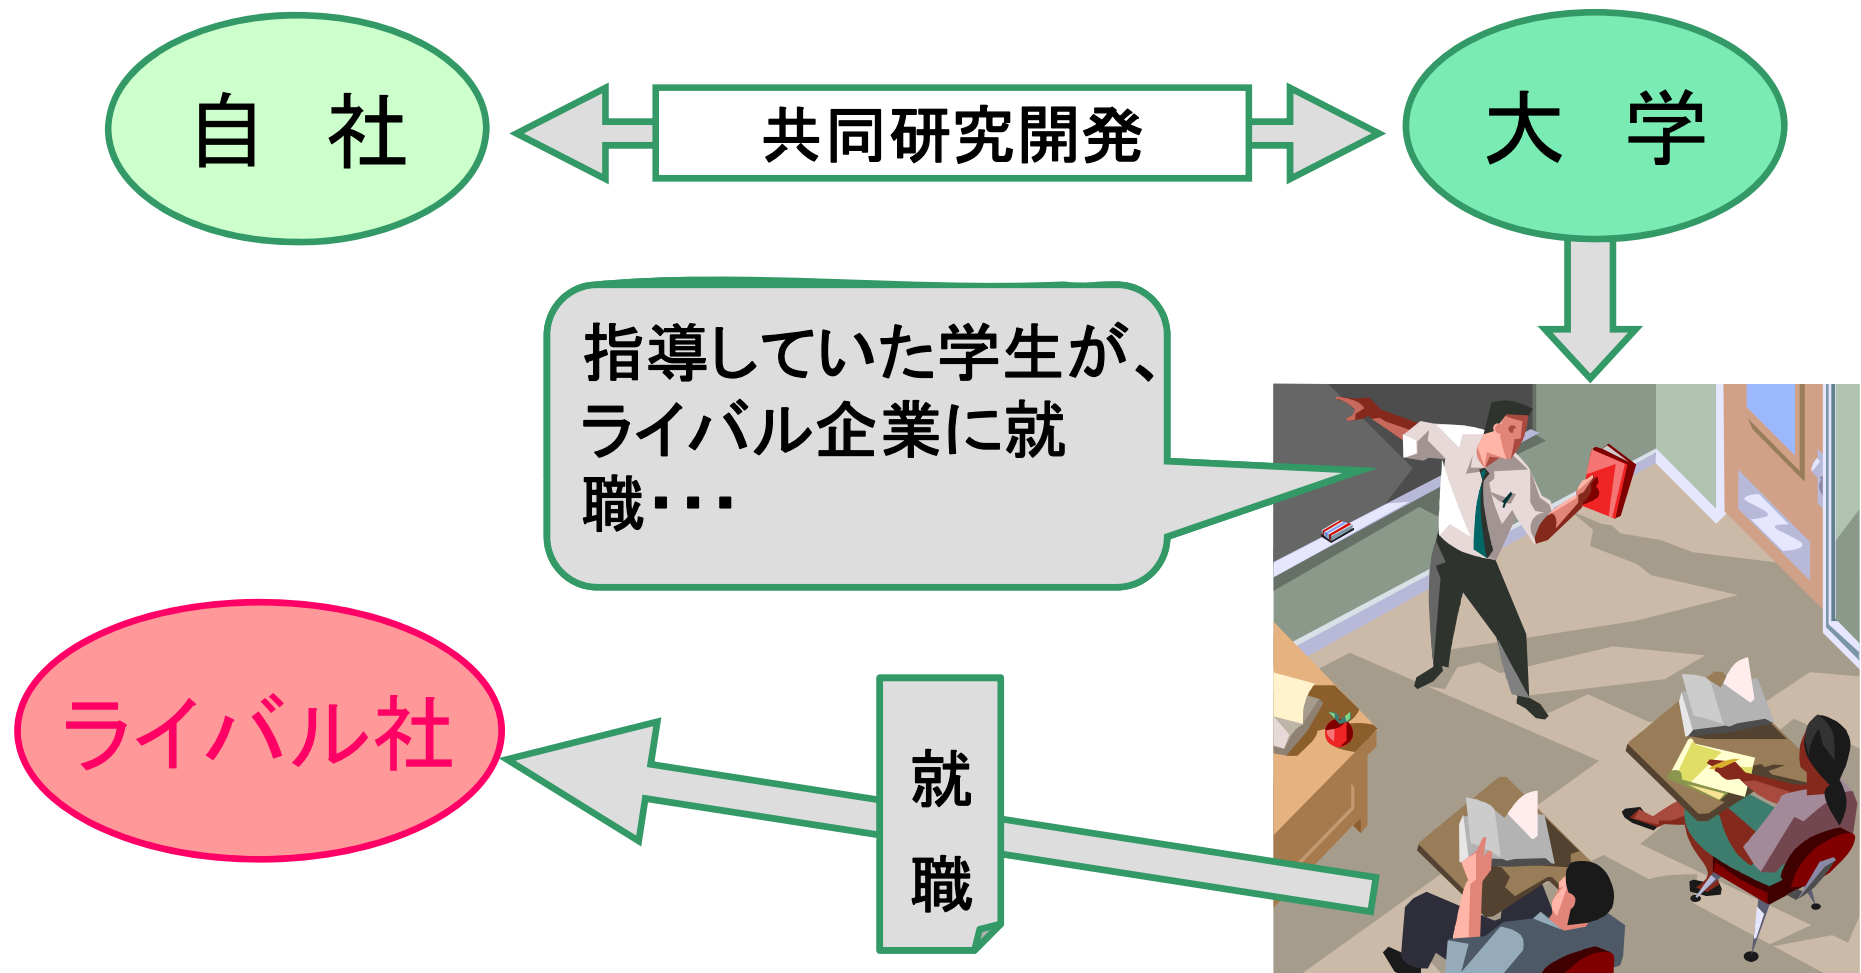 自　社
共同研究開発
大　学
指導していた学生が、
ライバル企業に就
職・・・
ライバル社
就
職